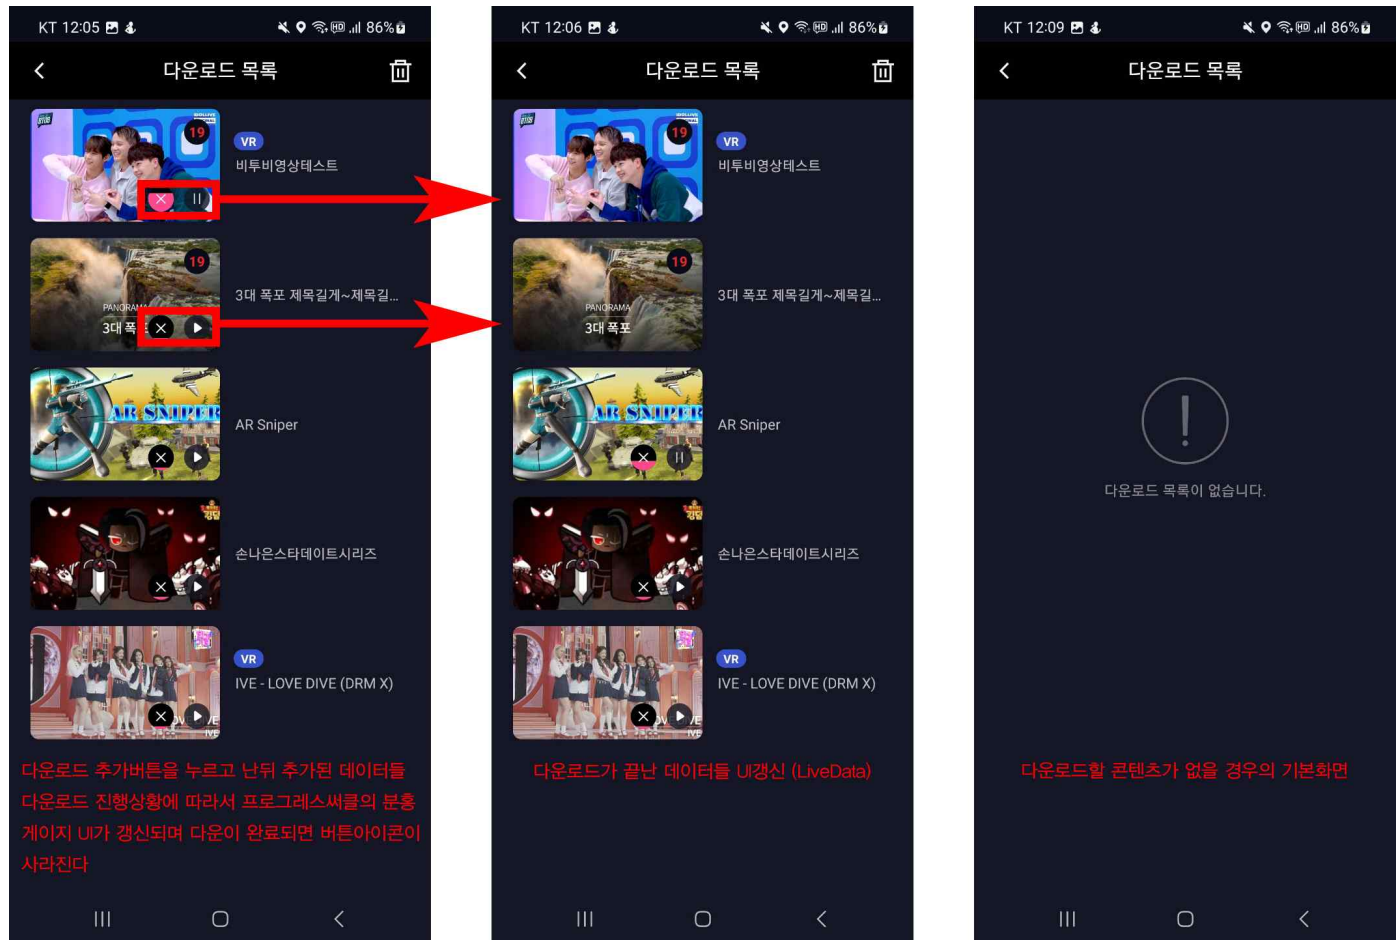 KT 12:05 HD 86%
다운로드 목록
19
VR
비투비영상테스트
19
PANORAMA
3대 폭
3대 폭포 제목길게~제목길...
AR SNIPER
AR Sniper
손나은스타데이트시리즈
VR
IVE - LOVE DIVE (DRM X)
IVE
다운로드 추가버튼을 누르고 난뒤 추가된 데이터들
다운로드 진행상황에 따라서 프로그레스써클의 분홍
게이지 UI가 갱신되며 다운이 완료되면 버튼아이콘이
사라진다
KT 12:06 HD 86%
다운로드 목록
19
VR
비투비영상테스트
19
PANORAMA
3대 폭포
3대 폭포 제목길게~제목길...
AR SNIPER
AR Sniper
손나은스타데이트시리즈
VR
IVE - LOVE DIVE (DRM X)
IVE
다운로드가 끝난 데이터들 UI갱신 (LiveData)
KT 12:09 HD 86%
다운로드 목록
다운로드 목록이 없습니다.
다운로드할 콘텐츠가 없을 경우의 기본화면